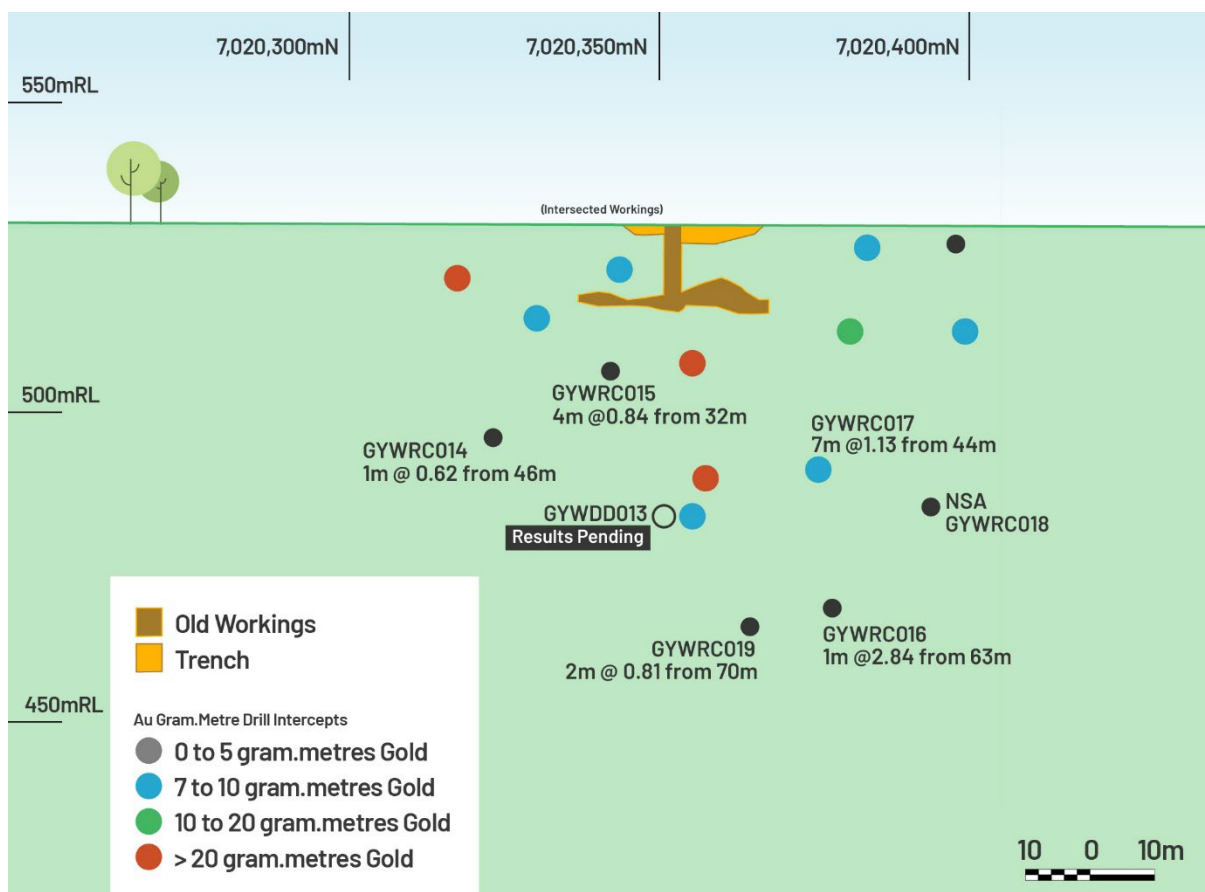 7,020,300mN
7,020,350mN
7,020,400mN
550mRL
(Intersected Workings)
500mRL
GYWRC015
4m @0.84 from 32m
GYWRC014
1m @ 0.62 from 46m
GYWRC017
7m @1.13 from 44m
GYWDD013
Results Pending
NSA
GYWRC018
GYWRC019
2m @ 0.81 from 70m
GYWRC016
1m @2.84 from 63m
450mRL
Old Workings
Trench
Au Gram.Metre Drill Intercepts
0 to 5 gram.metres Gold
7 to 10 gram.metres Gold
10 to 20 gram.metres Gold
> 20 gram.metres Gold
10 0 10m